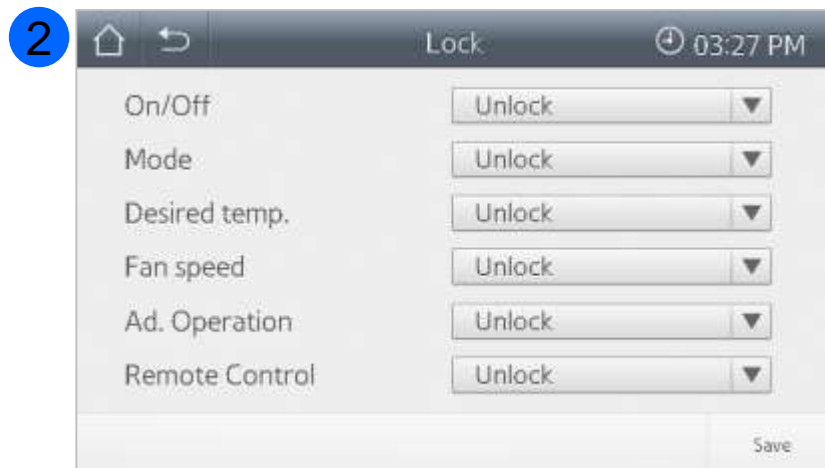 2
Lock 03:27 PM
On/Off Unlock
Mode Unlock
Desired temp. Unlock
Fan speed Unlock
Ad. Operation Unlock
Remote Control Unlock
Save